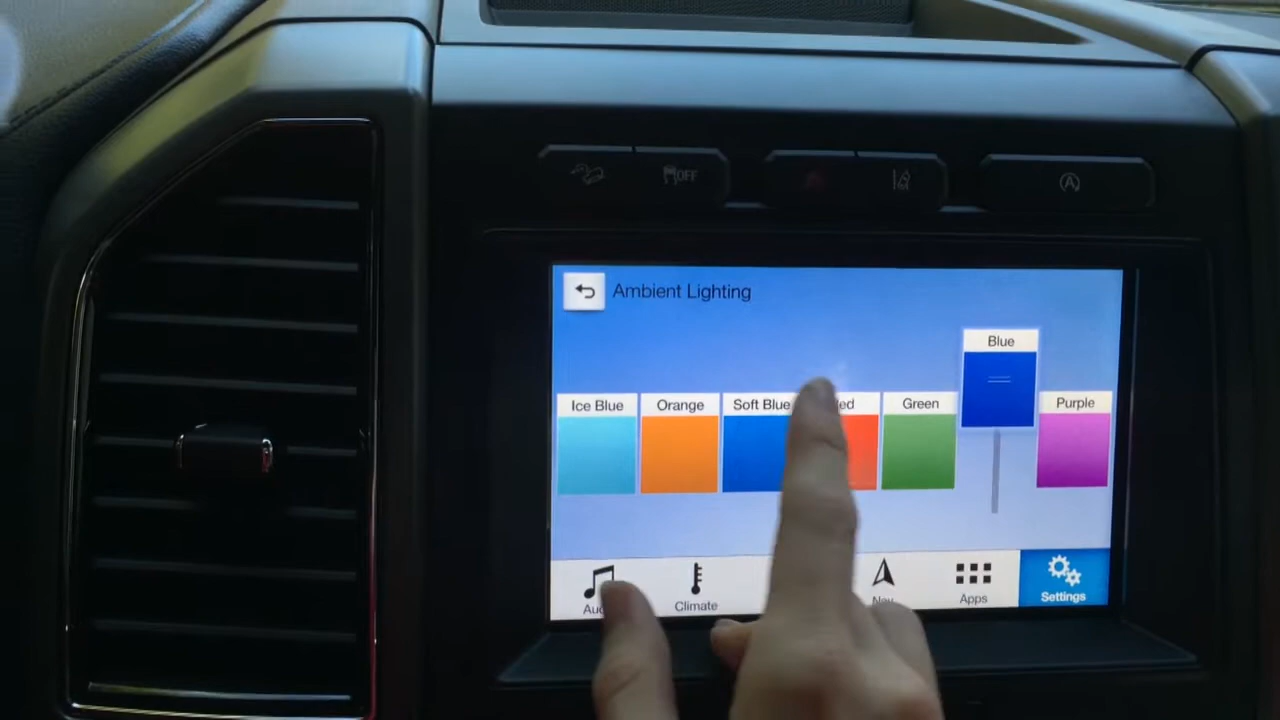 OFF
Ambient Lighting
Blue
Ice Blue
Orange
Soft Blue
Green
Purple
Climate
Apps
Settings